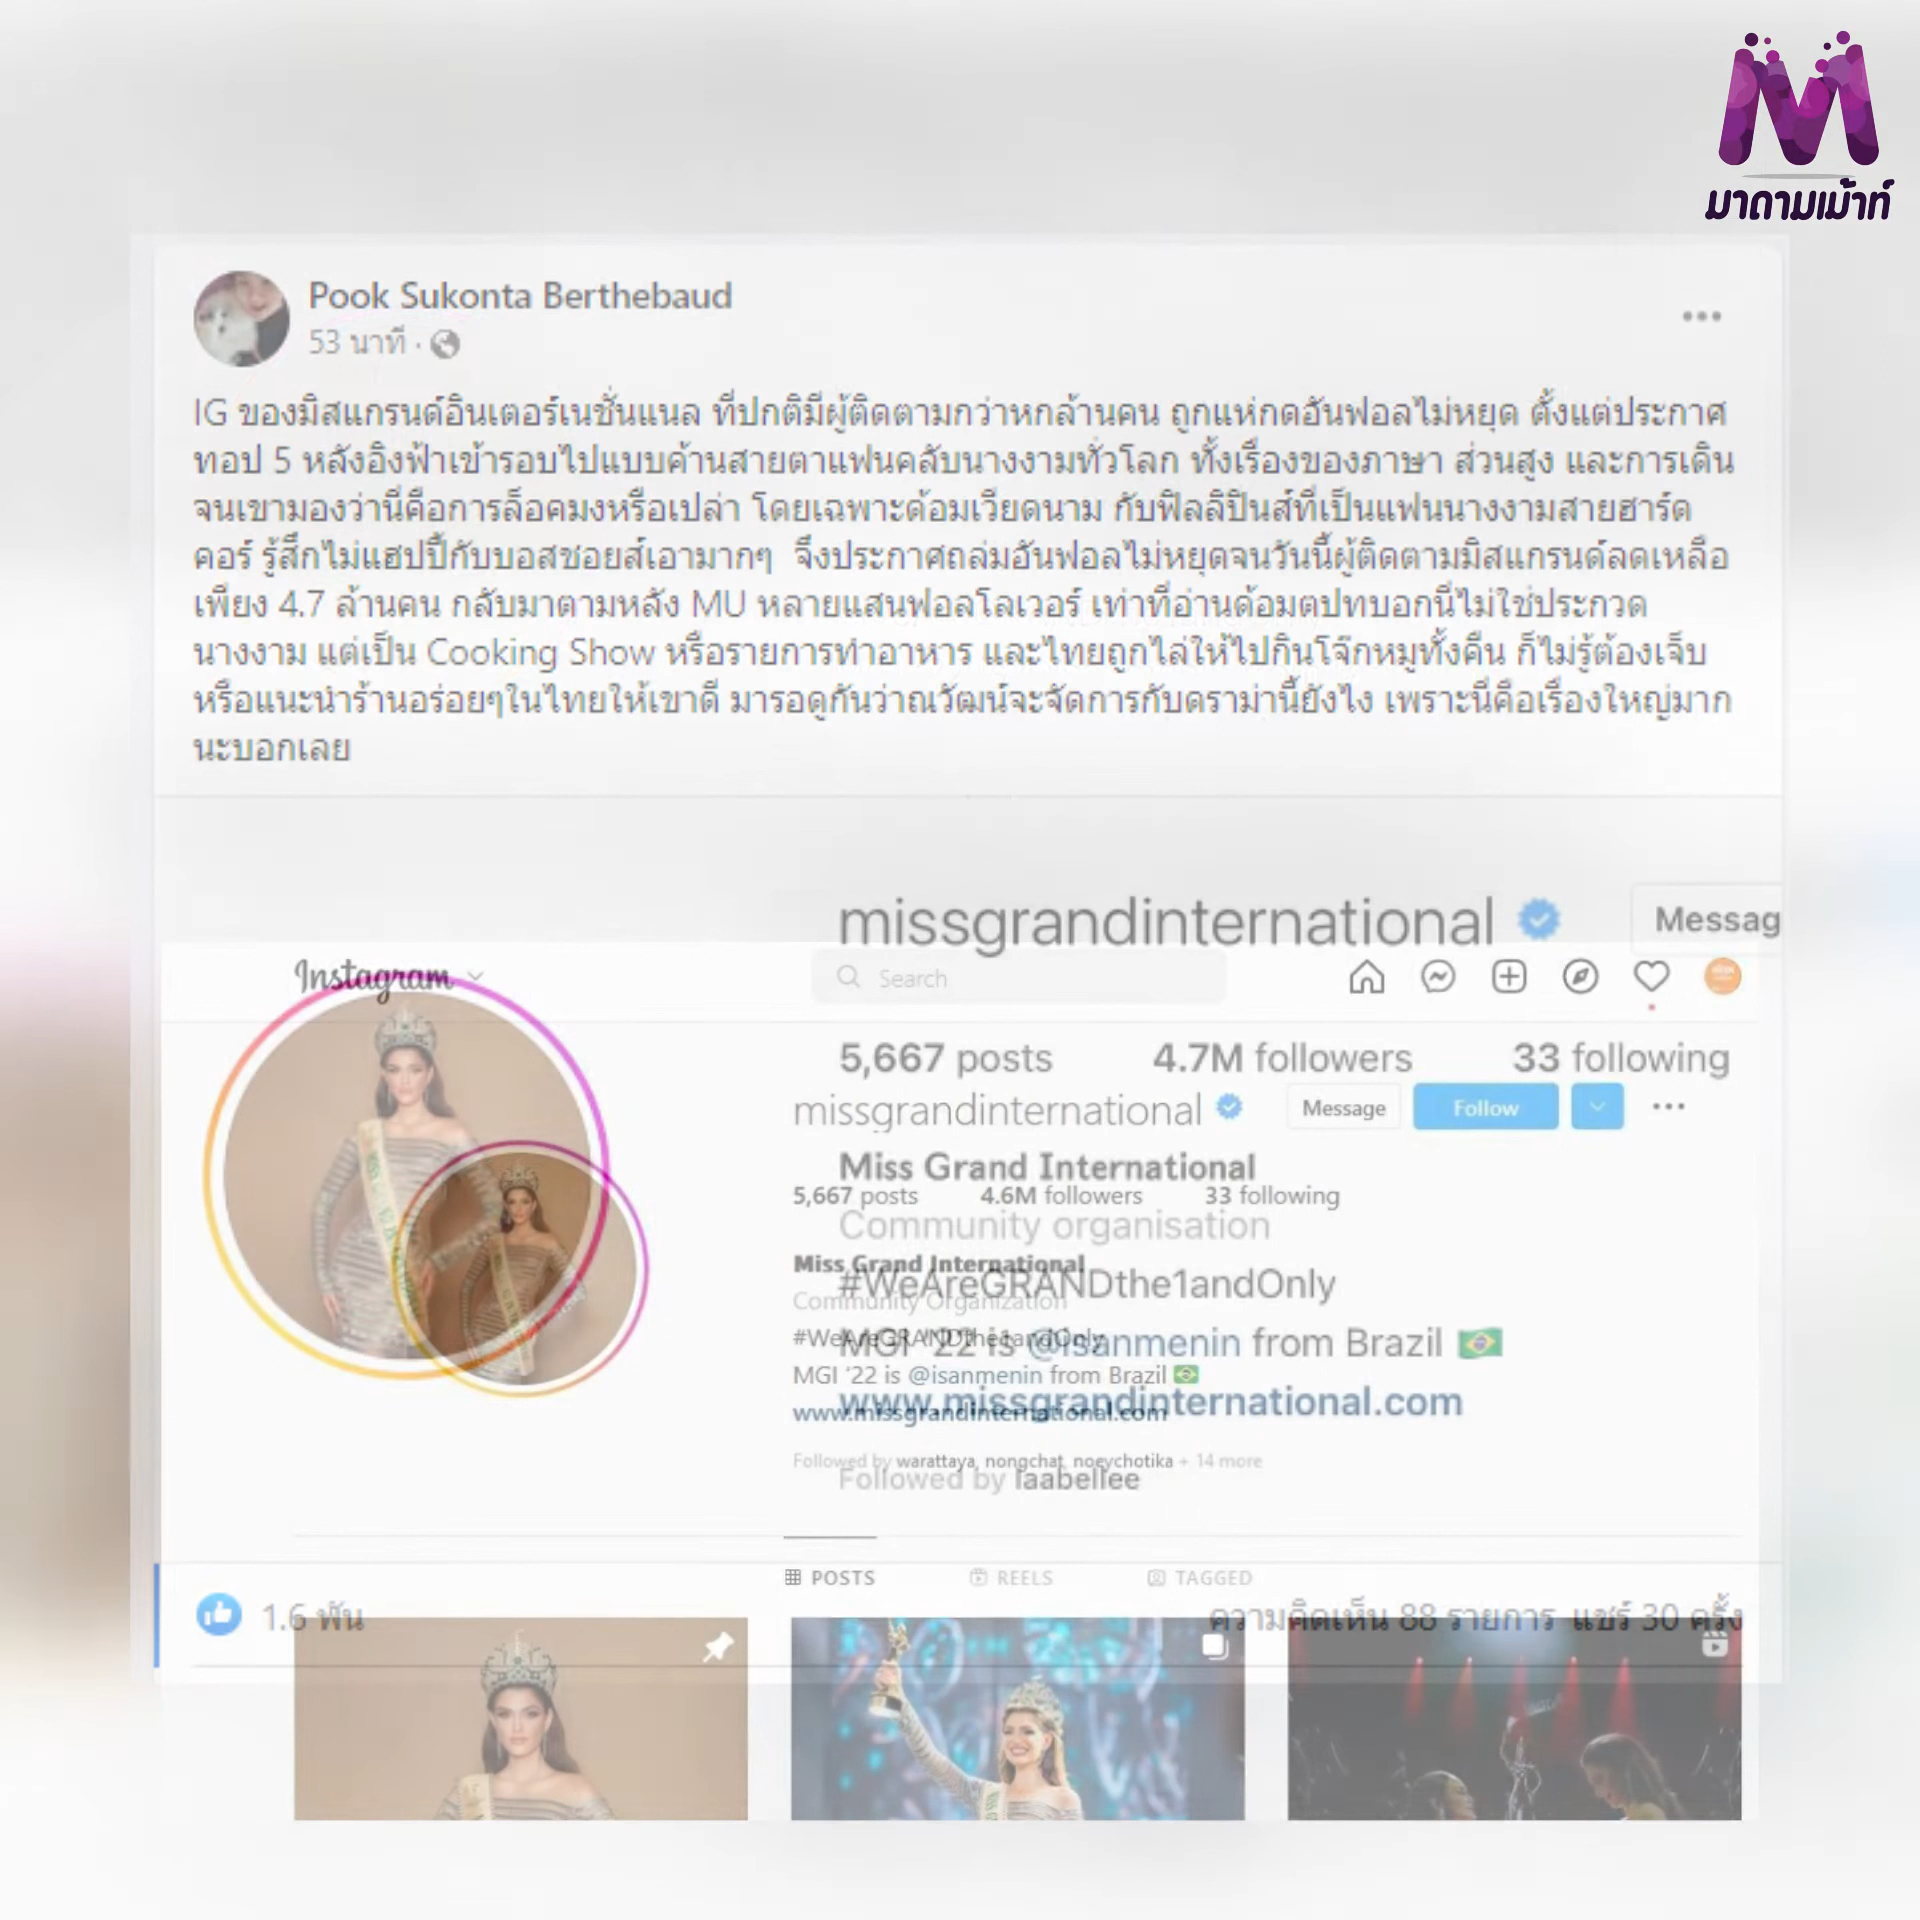 มาดามเม้าท์
Pook Sukonta Berthebaud
53 นาที ·
IG ของมิสแกรนด์อินเตอร์เนชั่นแนล ที่ปกติมีผู้ติดตามกว่าหกล้านคน ถูกแห่กดอันฟอลไม่หยุด ตั้งแต่ประกาศ
ทอป 5 หลังอิงฟ้าเข้ารอบไปแบบค้านสายตาแฟนคลับนางงามทั่วโลก ทั้งเรื่องของภาษา ส่วนสูง และการเดิน
จนเขามองว่านี่คือการล็อคมงหรือเปล่า โดยเฉพาะด้อมเวียดนาม กับฟิลลิปินส์ที่เป็นแฟนนางงามสายฮาร์ด
คอร์ รู้สึกไม่แฮปปี้กับบอสชอยส์เอามากๆ  จึงประกาศถล่มอันฟอลไม่หยุดจนวันนี้ผู้ติดตามมิสแกรนด์ลดเหลือ
เพียง 4.7 ล้านคน กลับมาตามหลัง MU หลายแสนฟอลโลเวอร์ เท่าที่อ่านด้อมตปทบอกนี่ไม่ใช่ประกวด
นางงาม แต่เป็น Cooking Show หรือรายการทำอาหาร และไทยถูกไล่ให้ไปกินโจ๊กหมูทั้งคืน ก็ไม่รู้ต้องเจ็บ
หรือแนะนำร้านอร่อยๆในไทยให้เขาดี มารอดูกันว่าณวัฒน์จะจัดการกับดราม่านี้ยังไง เพราะนี่คือเรื่องใหญ่มาก
นะบอกเลย
missgrandinternational Messag
Instagram Search
5,667 posts 4.7M followers 33 following
missgrandinternational Message Follow
Miss Grand International
5,667 posts 4.6M followers 33 following
Community organisation
Miss Grand International
#WeAreGRANDthe1andOnly
Community Organization
#WeAreGRANDthe1andOnly
MGI '22 is @isanmenin from Brazil
MGI '22 is @isanmenin from Brazil
www.missgrandinternational.com
www.missgrandinternational.com
Followed by warattaya, nongchat, noeychotika + 14 more
Followed by laabellee
POSTS REELS TAGGED
1.6 พัน ความคิดเห็น 88 รายการ แชร์ 30 ครั้ง